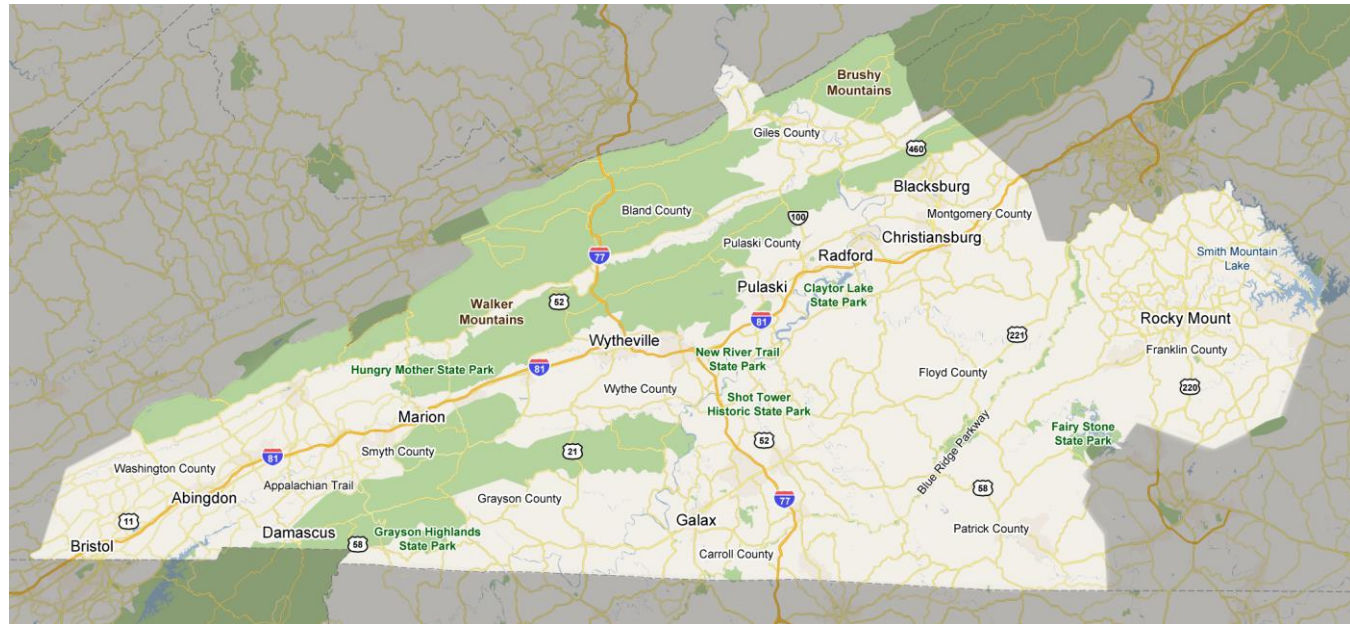 Brushy
Mountains
Giles County
460
Blacksburg
Bland County
100
Montgomery County
Pulaski County
Christiansburg
77
Radford
Smith Mountain
Lake
Pulaski
Claytor Lake
State Park
52
Walker
Mountains
81
Rocky Mount
221
Wytheville
New River Trail
State Park
Franklin County
Hungry Mother State Park
81
Floyd County
Wythe County
220
Shot Tower
Historic State Park
Marion
Fairy Stone
State Park
52
Smyth County
21
81
Blue Ridge Parkway
Washington County
Appalachian Trail
58
Abingdon
Grayson County
77
11
Galax
Patrick County
Damascus
Grayson Highlands
State Park
58
Bristol
Carroll County